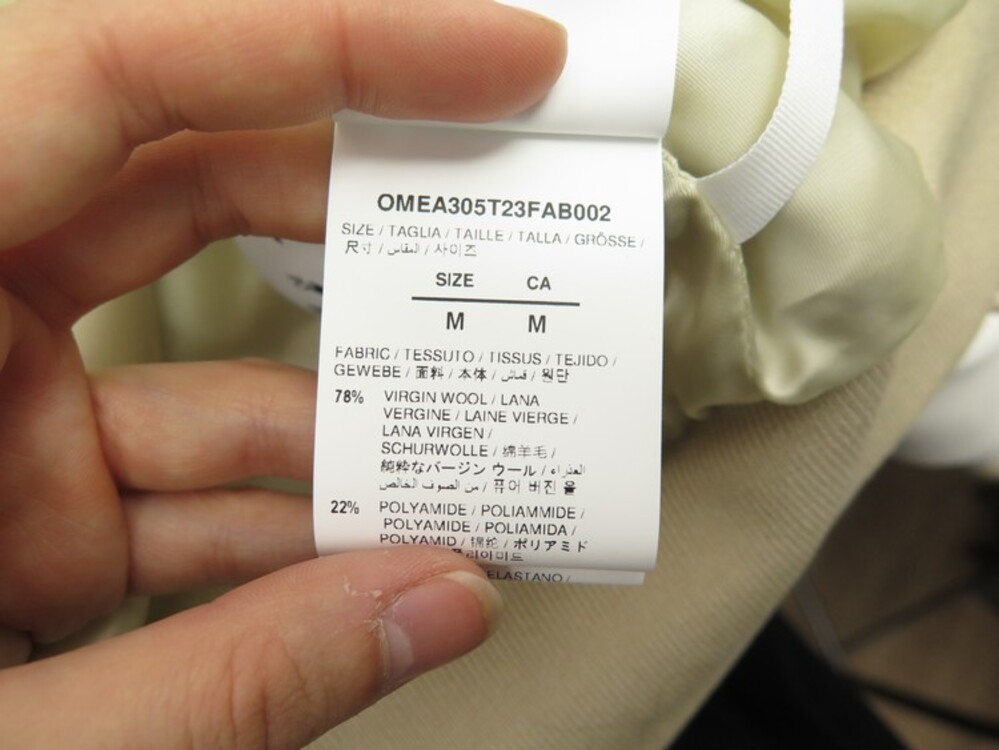 OMEA305T23FAB002
SIZE / TAGLIA / TAILLE / TALLA / GRÖSSE /
尺寸 / المقاس / 사이즈
SIZE CA
M M
FABRIC / TESSUTO / TISSUS / TEJIDO /
GEWEBE / 面料 / 本体 / قماش / 원단
78% VIRGIN WOOL / LANA
VERGINE / LAINE VIERGE /
LANA VIRGEN /
SCHURWOLLE / 绵羊毛 /
純粋なバージン ウール / العذراء
من الصوف الخالص / 퓨어 버진 울
22% POLYAMIDE / POLIAMMIDE /
POLYAMIDE / POLIAMIDA /
POLYAMID / 锦纶 / ポリアミド
ELASTANO /